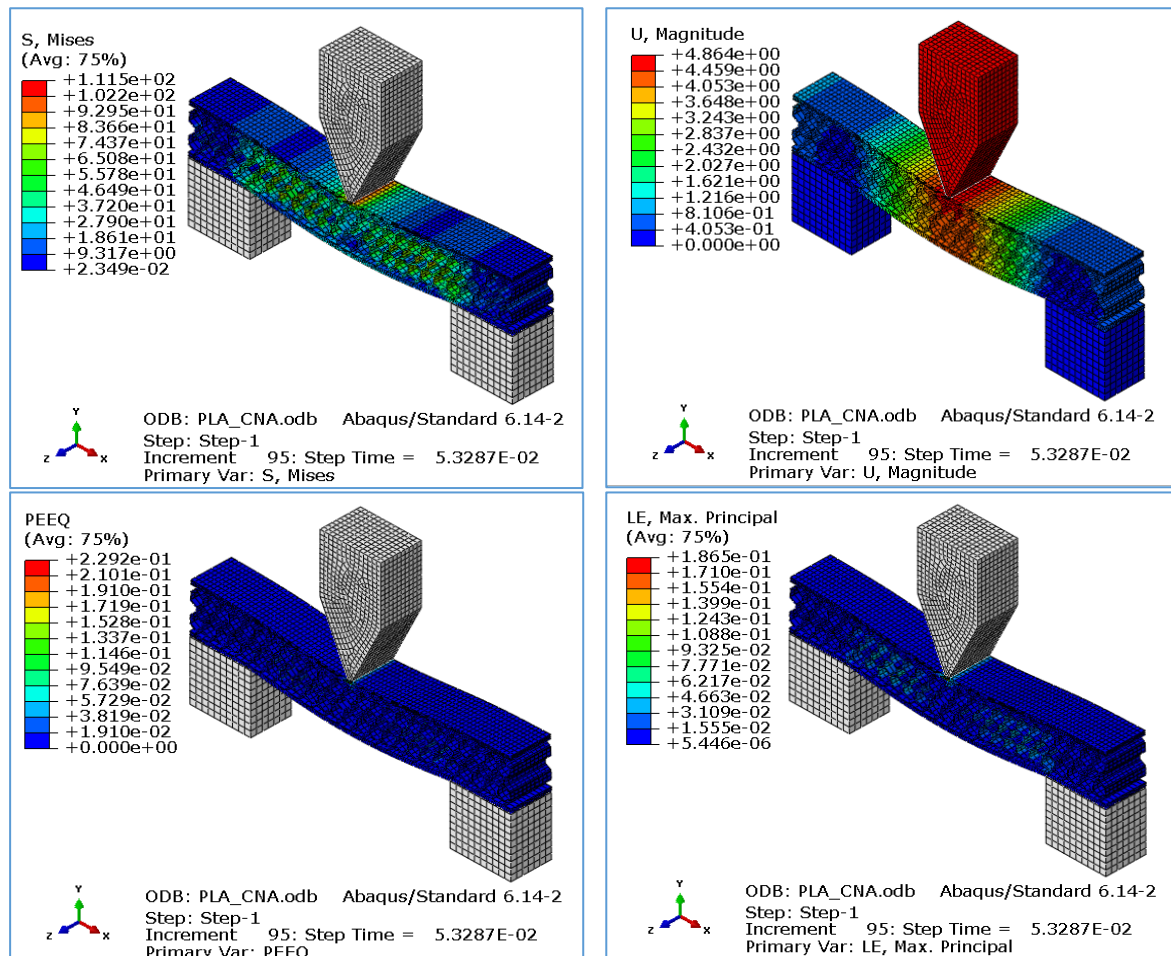 S, Mises
(Avg: 75%)
+1.115e+02
+1.022e+02
+9.295e+01
+8.366e+01
+7.437e+01
+6.508e+01
+5.578e+01
+4.649e+01
+3.720e+01
+2.790e+01
+1.861e+01
+9.317e+00
+2.349e-02
Y
Z
X
ODB: PLA_CNA.odb Abaqus/Standard 6.14-2
Step: Step-1
Increment 95: Step Time = 5.3287E-02
Primary Var: S, Mises
U, Magnitude
+4.864e+00
+4.459e+00
+4.053e+00
+3.648e+00
+3.243e+00
+2.837e+00
+2.432e+00
+2.027e+00
+1.621e+00
+1.216e+00
+8.106e-01
+4.053e-01
+0.000e+00
Y
Z
X
ODB: PLA_CNA.odb Abaqus/Standard 6.14-2
Step: Step-1
Increment 95: Step Time = 5.3287E-02
Primary Var: U, Magnitude
PEEQ
(Avg: 75%)
+2.292e-01
+2.101e-01
+1.910e-01
+1.719e-01
+1.528e-01
+1.337e-01
+1.146e-01
+9.549e-02
+7.639e-02
+5.729e-02
+3.819e-02
+1.910e-02
+0.000e+00
Y
Z
X
ODB: PLA_CNA.odb Abaqus/Standard 6.14-2
Step: Step-1
Increment 95: Step Time = 5.3287E-02
Primary Var: PEEQ
LE, Max. Principal
(Avg: 75%)
+1.865e-01
+1.710e-01
+1.554e-01
+1.399e-01
+1.243e-01
+1.088e-01
+9.325e-02
+7.771e-02
+6.217e-02
+4.663e-02
+3.109e-02
+1.555e-02
+5.446e-06
Y
Z
X
ODB: PLA_CNA.odb Abaqus/Standard 6.14-2
Step: Step-1
Increment 95: Step Time = 5.3287E-02
Primary Var: LE, Max. Principal